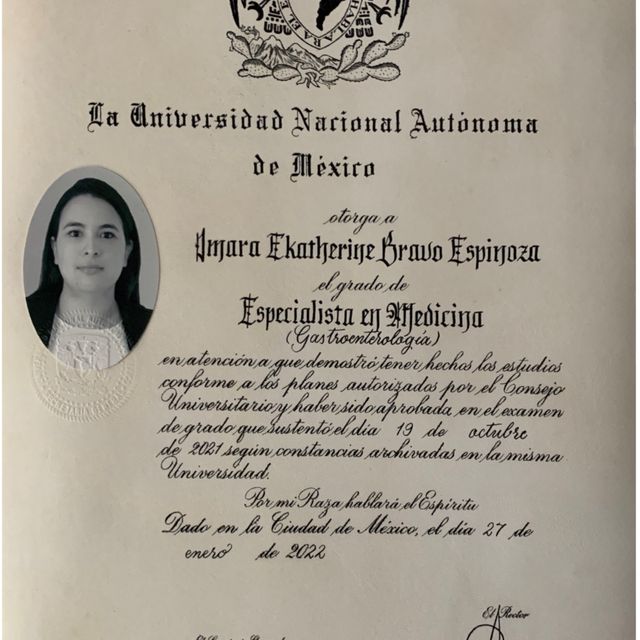 HABLARA EL E
La Universidad Nacional Autónoma
de México
otorga a
Amara Ekatherine Bravo Espinoza
el grado de
Especialista en Medicina
(Gastroenterología)
en atención a que demostró tener hechos los estudios
conforme a los planes autorizados por el Consejo
Universitario y haber sido aprobada en el examen
de grado que sustentó el día 19 de octubre
de 2021 según constancias archivadas en la misma
Universidad.
Por mi Raza hablará el Espíritu
Dado en la Ciudad de México, el día 27 de
enero de 2022
El Rector